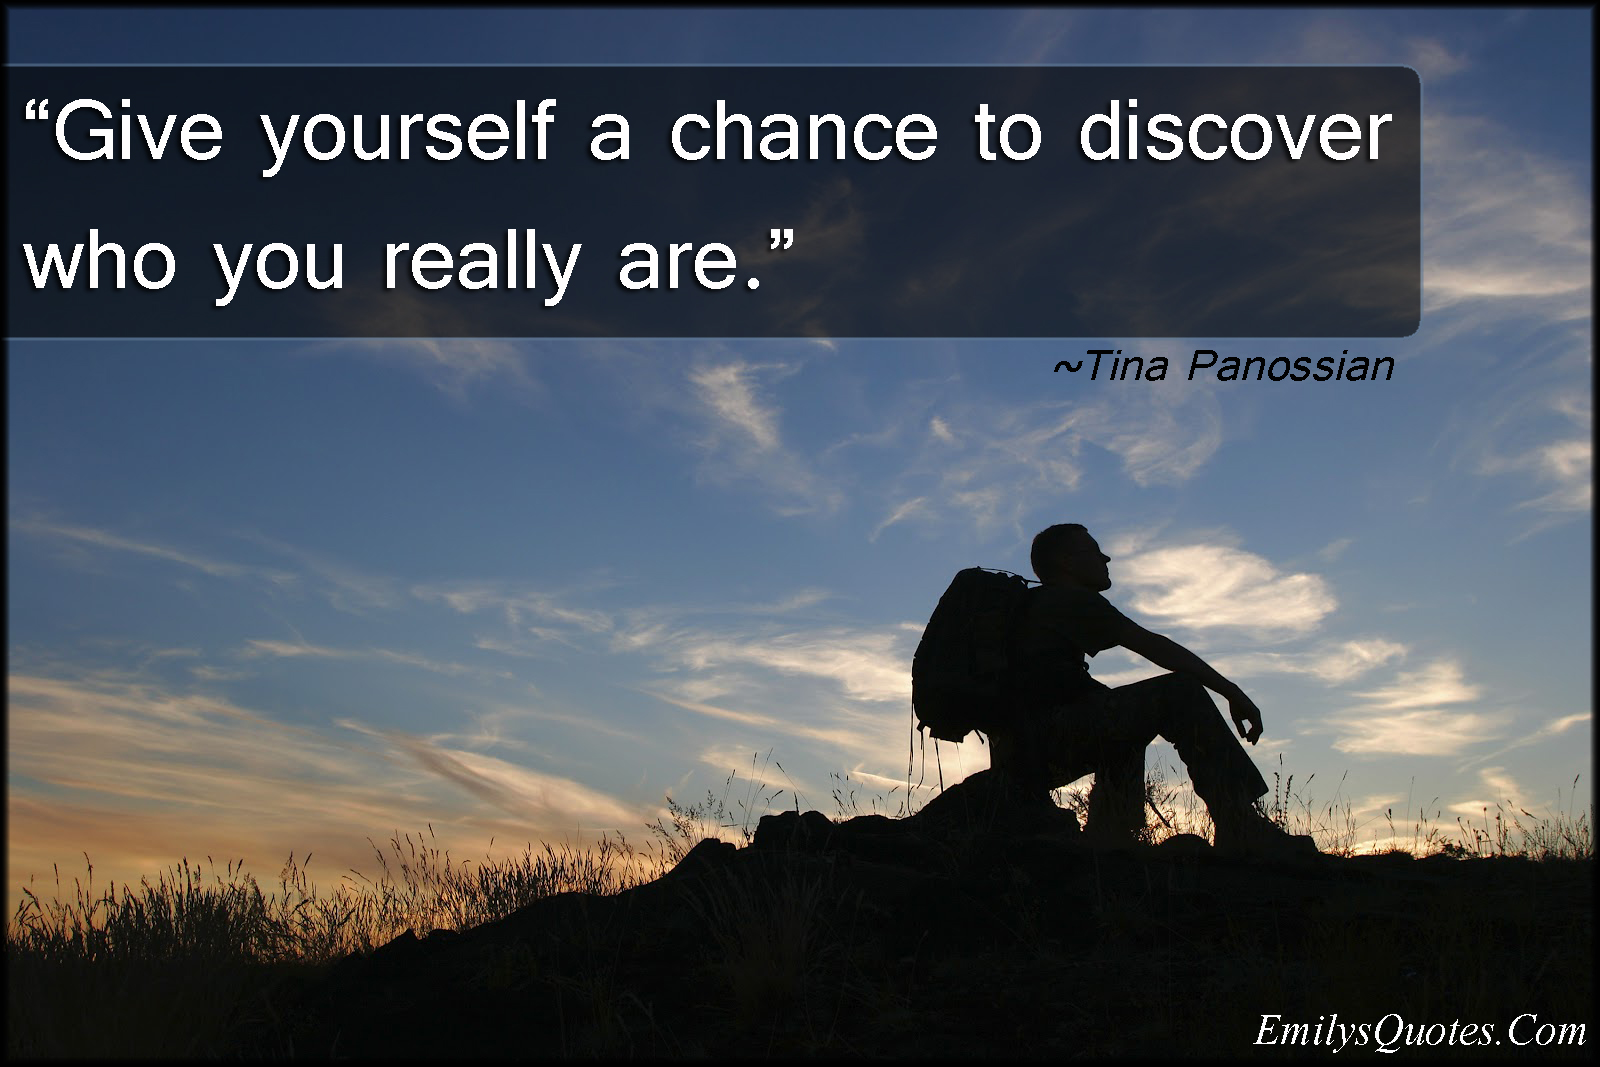 “Give yourself a chance to discover
who you really are.”
~Tina Panossian
EmilysQuotes.Com